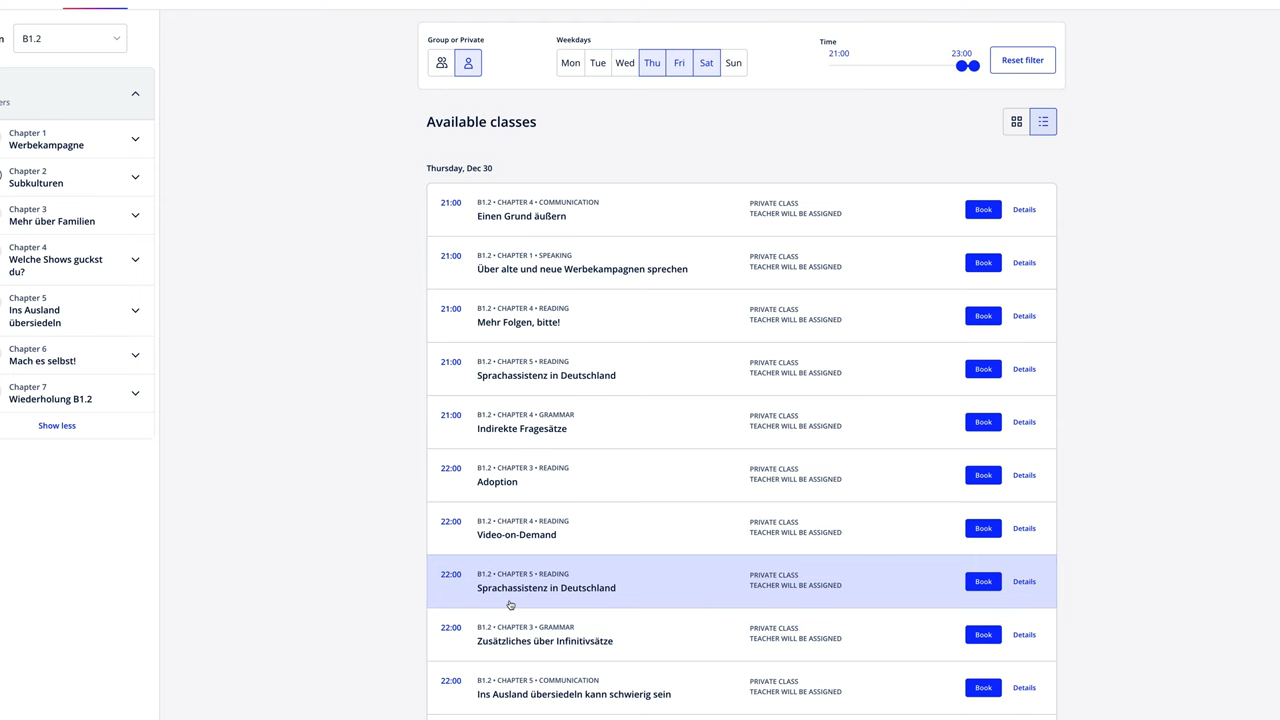 n
B1.2
ers
Chapter 1
Werbekampagne
Chapter 2
Subkulturen
Chapter 3
Mehr über Familien
Chapter 4
Welche Shows guckst
du?
Chapter 5
Ins Ausland
übersiedeln
Chapter 6
Mach es selbst!
Chapter 7
Wiederholung B1.2
Show less
Group or Private
Weekdays
Mon Tue Wed Thu Fri Sat Sun
Time
21:00 23:00
Reset filter
Available classes
Thursday, Dec 30
21:00 B1.2 • CHAPTER 4 • COMMUNICATION
Einen Grund äußern
PRIVATE CLASS
TEACHER WILL BE ASSIGNED
Book Details
21:00 B1.2 • CHAPTER 1 • SPEAKING
Über alte und neue Werbekampagnen sprechen
PRIVATE CLASS
TEACHER WILL BE ASSIGNED
Book Details
21:00 B1.2 • CHAPTER 4 • READING
Mehr Folgen, bitte!
PRIVATE CLASS
TEACHER WILL BE ASSIGNED
Book Details
21:00 B1.2 • CHAPTER 5 • READING
Sprachassistenz in Deutschland
PRIVATE CLASS
TEACHER WILL BE ASSIGNED
Book Details
21:00 B1.2 • CHAPTER 4 • GRAMMAR
Indirekte Fragesätze
PRIVATE CLASS
TEACHER WILL BE ASSIGNED
Book Details
22:00 B1.2 • CHAPTER 3 • READING
Adoption
PRIVATE CLASS
TEACHER WILL BE ASSIGNED
Book Details
22:00 B1.2 • CHAPTER 4 • READING
Video-on-Demand
PRIVATE CLASS
TEACHER WILL BE ASSIGNED
Book Details
22:00 B1.2 • CHAPTER 5 • READING
Sprachassistenz in Deutschland
PRIVATE CLASS
TEACHER WILL BE ASSIGNED
Book Details
22:00 B1.2 • CHAPTER 3 • GRAMMAR
Zusätzliches über Infinitivsätze
PRIVATE CLASS
TEACHER WILL BE ASSIGNED
Book Details
22:00 B1.2 • CHAPTER 5 • COMMUNICATION
Ins Ausland übersiedeln kann schwierig sein
PRIVATE CLASS
TEACHER WILL BE ASSIGNED
Book Details